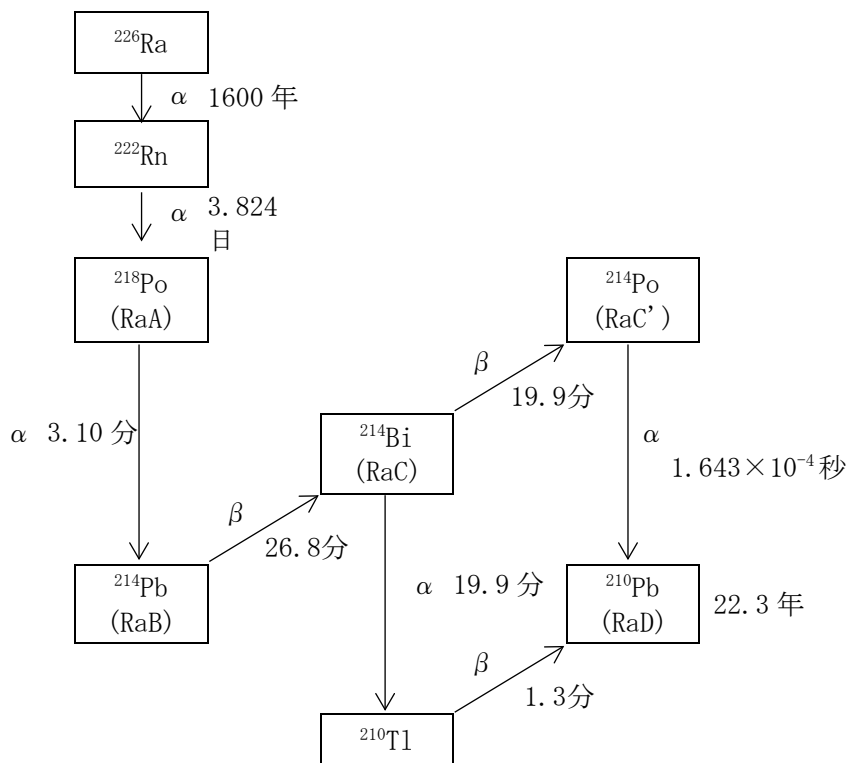 ²²⁶Ra
α 1600 年
²²²Rn
α 3.824
日
²¹⁸Po
(RaA)
²¹⁴Po
(RaC’)
β
19.9分
α 3.10 分
²¹⁴Bi
(RaC)
α
1.643×10⁻⁴秒
β
26.8分
²¹⁴Pb
(RaB)
α 19.9 分
²¹⁰Pb
(RaD)
22.3 年
β
1.3分
²¹⁰Tl